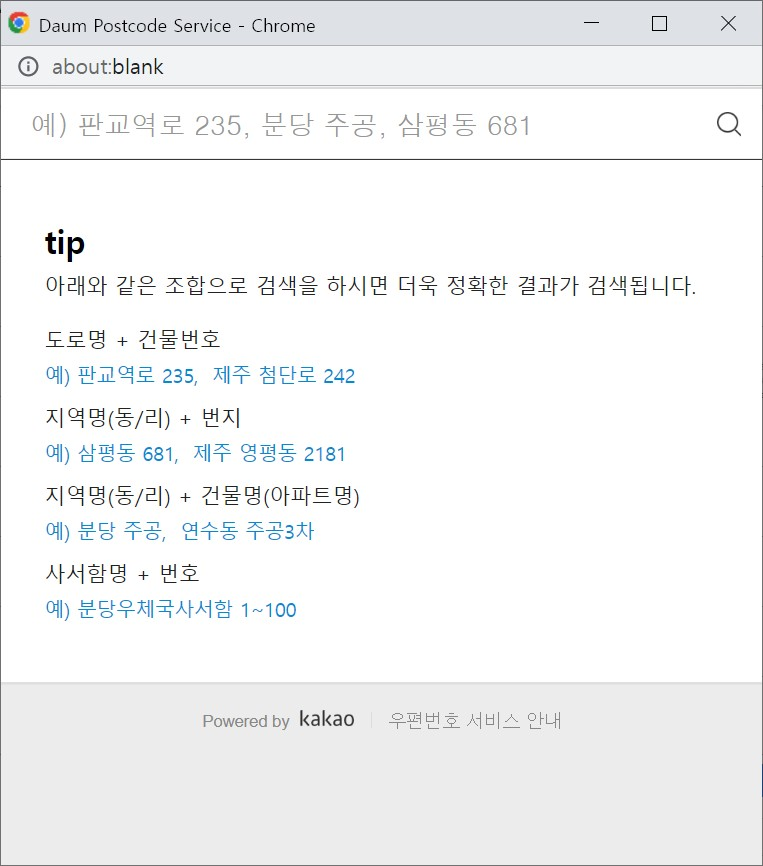 Daum Postcode Service - Chrome
about:blank
예) 판교역로 235, 분당 주공, 삼평동 681
tip
아래와 같은 조합으로 검색을 하시면 더욱 정확한 결과가 검색됩니다.
도로명 + 건물번호
예) 판교역로 235, 제주 첨단로 242
지역명(동/리) + 번지
예) 삼평동 681, 제주 영평동 2181
지역명(동/리) + 건물명(아파트명)
예) 분당 주공, 연수동 주공3차
사서함명 + 번호
예) 분당우체국사서함 1~100
Powered by kakao 우편번호 서비스 안내